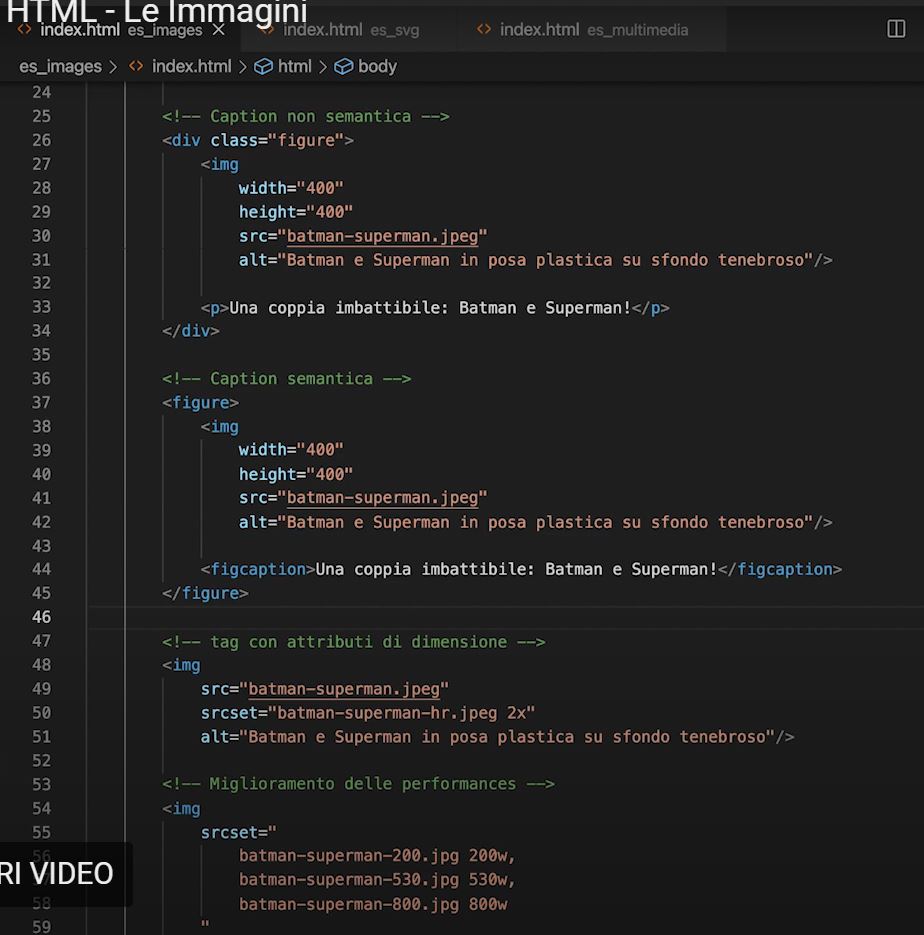 HTML - Le Immagini
index.html es_images index.html es_svg index.html es_multimedia
es_images > index.html > html > body
24
25 <!-- Caption non semantica -->
26 <div class="figure">
27 <img
28 width="400"
29 height="400"
30 src="batman-superman.jpeg"
31 alt="Batman e Superman in posa plastica su sfondo tenebroso"/>
32
33 <p>Una coppia imbattibile: Batman e Superman!</p>
34 </div>
35
36 <!-- Caption semantica -->
37 <figure>
38 <img
39 width="400"
40 height="400"
41 src="batman-superman.jpeg"
42 alt="Batman e Superman in posa plastica su sfondo tenebroso"/>
43
44 <figcaption>Una coppia imbattibile: Batman e Superman!</figcaption>
45 </figure>
46
47 <!-- tag con attributi di dimensione -->
48 <img
49 src="batman-superman.jpeg"
50 srcset="batman-superman-hr.jpeg 2x"
51 alt="Batman e Superman in posa plastica su sfondo tenebroso"/>
52
53 <!-- Miglioramento delle performances -->
54 <img
55 srcset="
56 batman-superman-200.jpg 200w,
RI VIDEO
batman-superman-530.jpg 530w,
58 batman-superman-800.jpg 800w
59 "